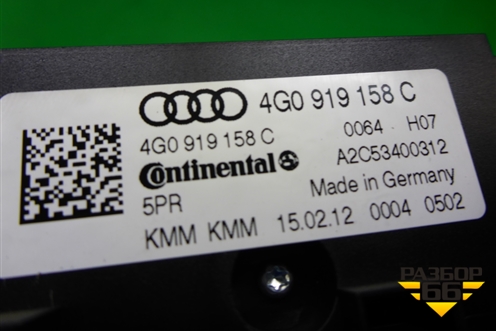 4G0 919 158 C
4G0 919 158 C 0064 H07
Continental A2C53400312
5PR Made in Germany
KMM KMM 15.02.12 0004 0502
РАЗБОР
66